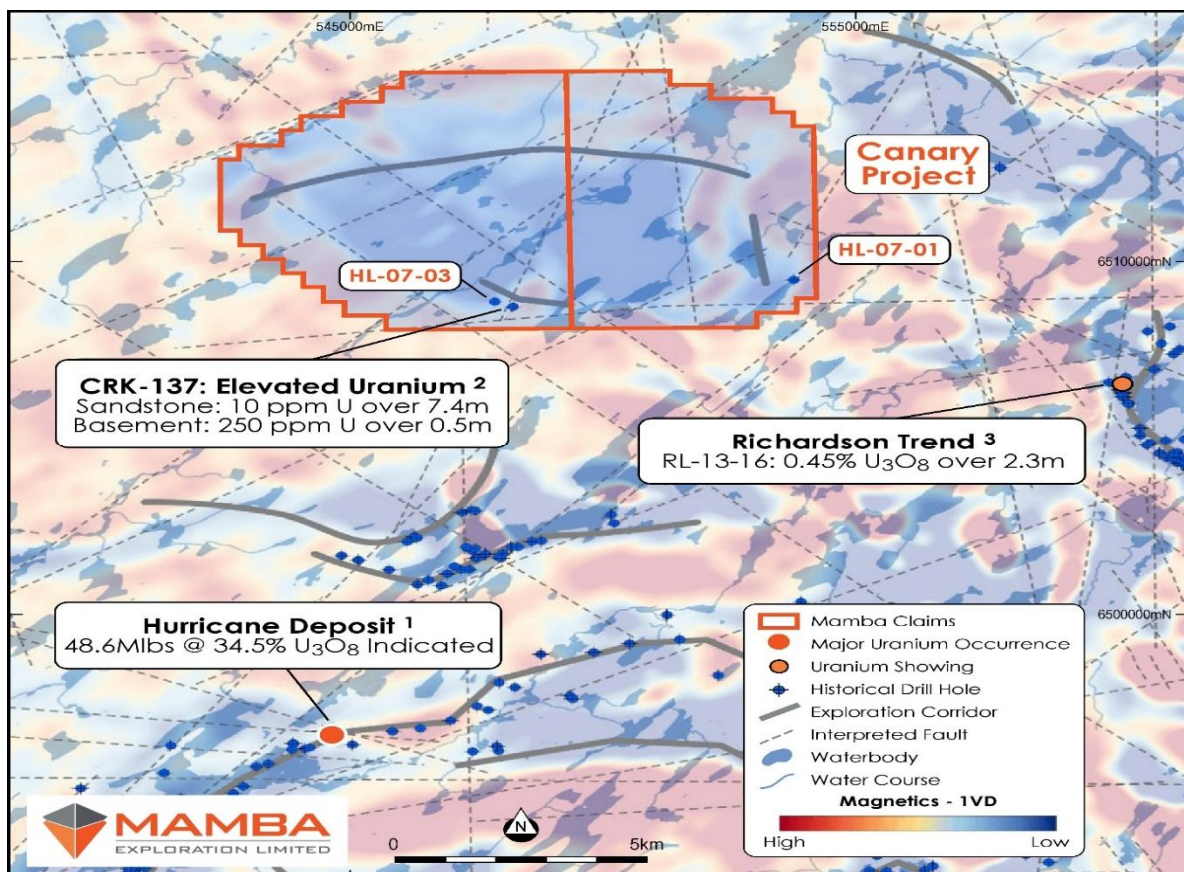 545000mE
555000mE
Canary
Project
HL-07-01
HL-07-03
6510000mN
CRK-137: Elevated Uranium ²
Sandstone: 10 ppm U over 7.4m
Basement: 250 ppm U over 0.5m
Richardson Trend ³
RL-13-16: 0.45% U₃O₈ over 2.3m
Hurricane Deposit ¹
48.6Mlbs @ 34.5% U₃O₈ Indicated
6500000mN
Mamba Claims
Major Uranium Occurrence
Uranium Showing
Historical Drill Hole
Exploration Corridor
Interpreted Fault
Waterbody
Water Course
Magnetics - 1VD
High
Low
MAMBA
EXPLORATION LIMITED
N
0
5km